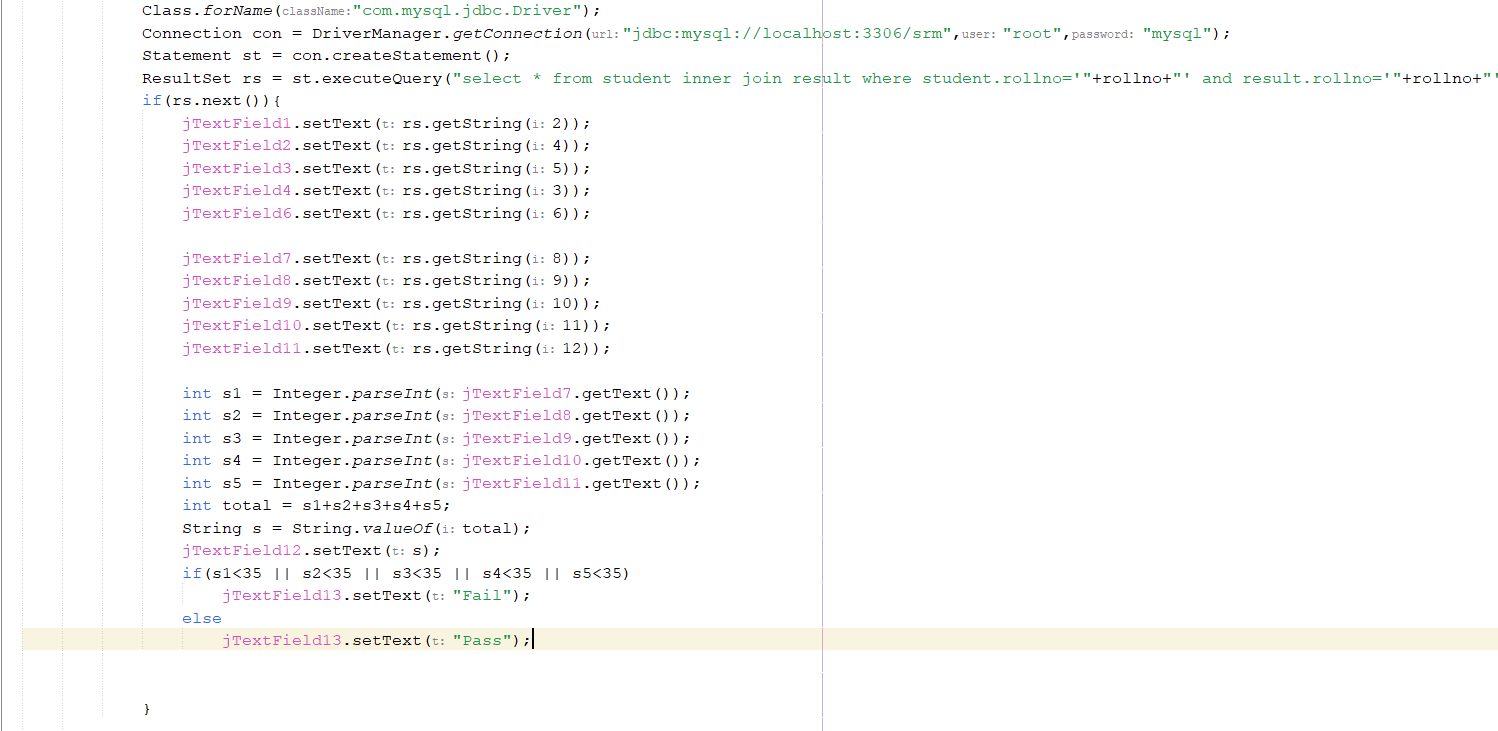 Class.forName(className:"com.mysql.jdbc.Driver");
Connection con = DriverManager.getConnection(url:"jdbc:mysql://localhost:3306/srm",user: "root",password: "mysql");
Statement st = con.createStatement();
ResultSet rs = st.executeQuery("select * from student inner join result where student.rollno='"+rollno+"' and result.rollno='"+rollno+"'
if(rs.next()){
jTextField1.setText(t: rs.getString(i: 2));
jTextField2.setText(t: rs.getString(i: 4));
jTextField3.setText(t: rs.getString(i: 5));
jTextField4.setText(t: rs.getString(i: 3));
jTextField6.setText(t: rs.getString(i: 6));
jTextField7.setText(t: rs.getString(i: 8));
jTextField8.setText(t: rs.getString(i: 9));
jTextField9.setText(t: rs.getString(i: 10));
jTextField10.setText(t: rs.getString(i: 11));
jTextField11.setText(t: rs.getString(i: 12));
int s1 = Integer.parseInt(s: jTextField7.getText());
int s2 = Integer.parseInt(s: jTextField8.getText());
int s3 = Integer.parseInt(s: jTextField9.getText());
int s4 = Integer.parseInt(s: jTextField10.getText());
int s5 = Integer.parseInt(s: jTextField11.getText());
int total = s1+s2+s3+s4+s5;
String s = String.valueOf(i: total);
jTextField12.setText(t: s);
if(s1<35 || s2<35 || s3<35 || s4<35 || s5<35)
jTextField13.setText(t: "Fail");
else
jTextField13.setText(t: "Pass");
}